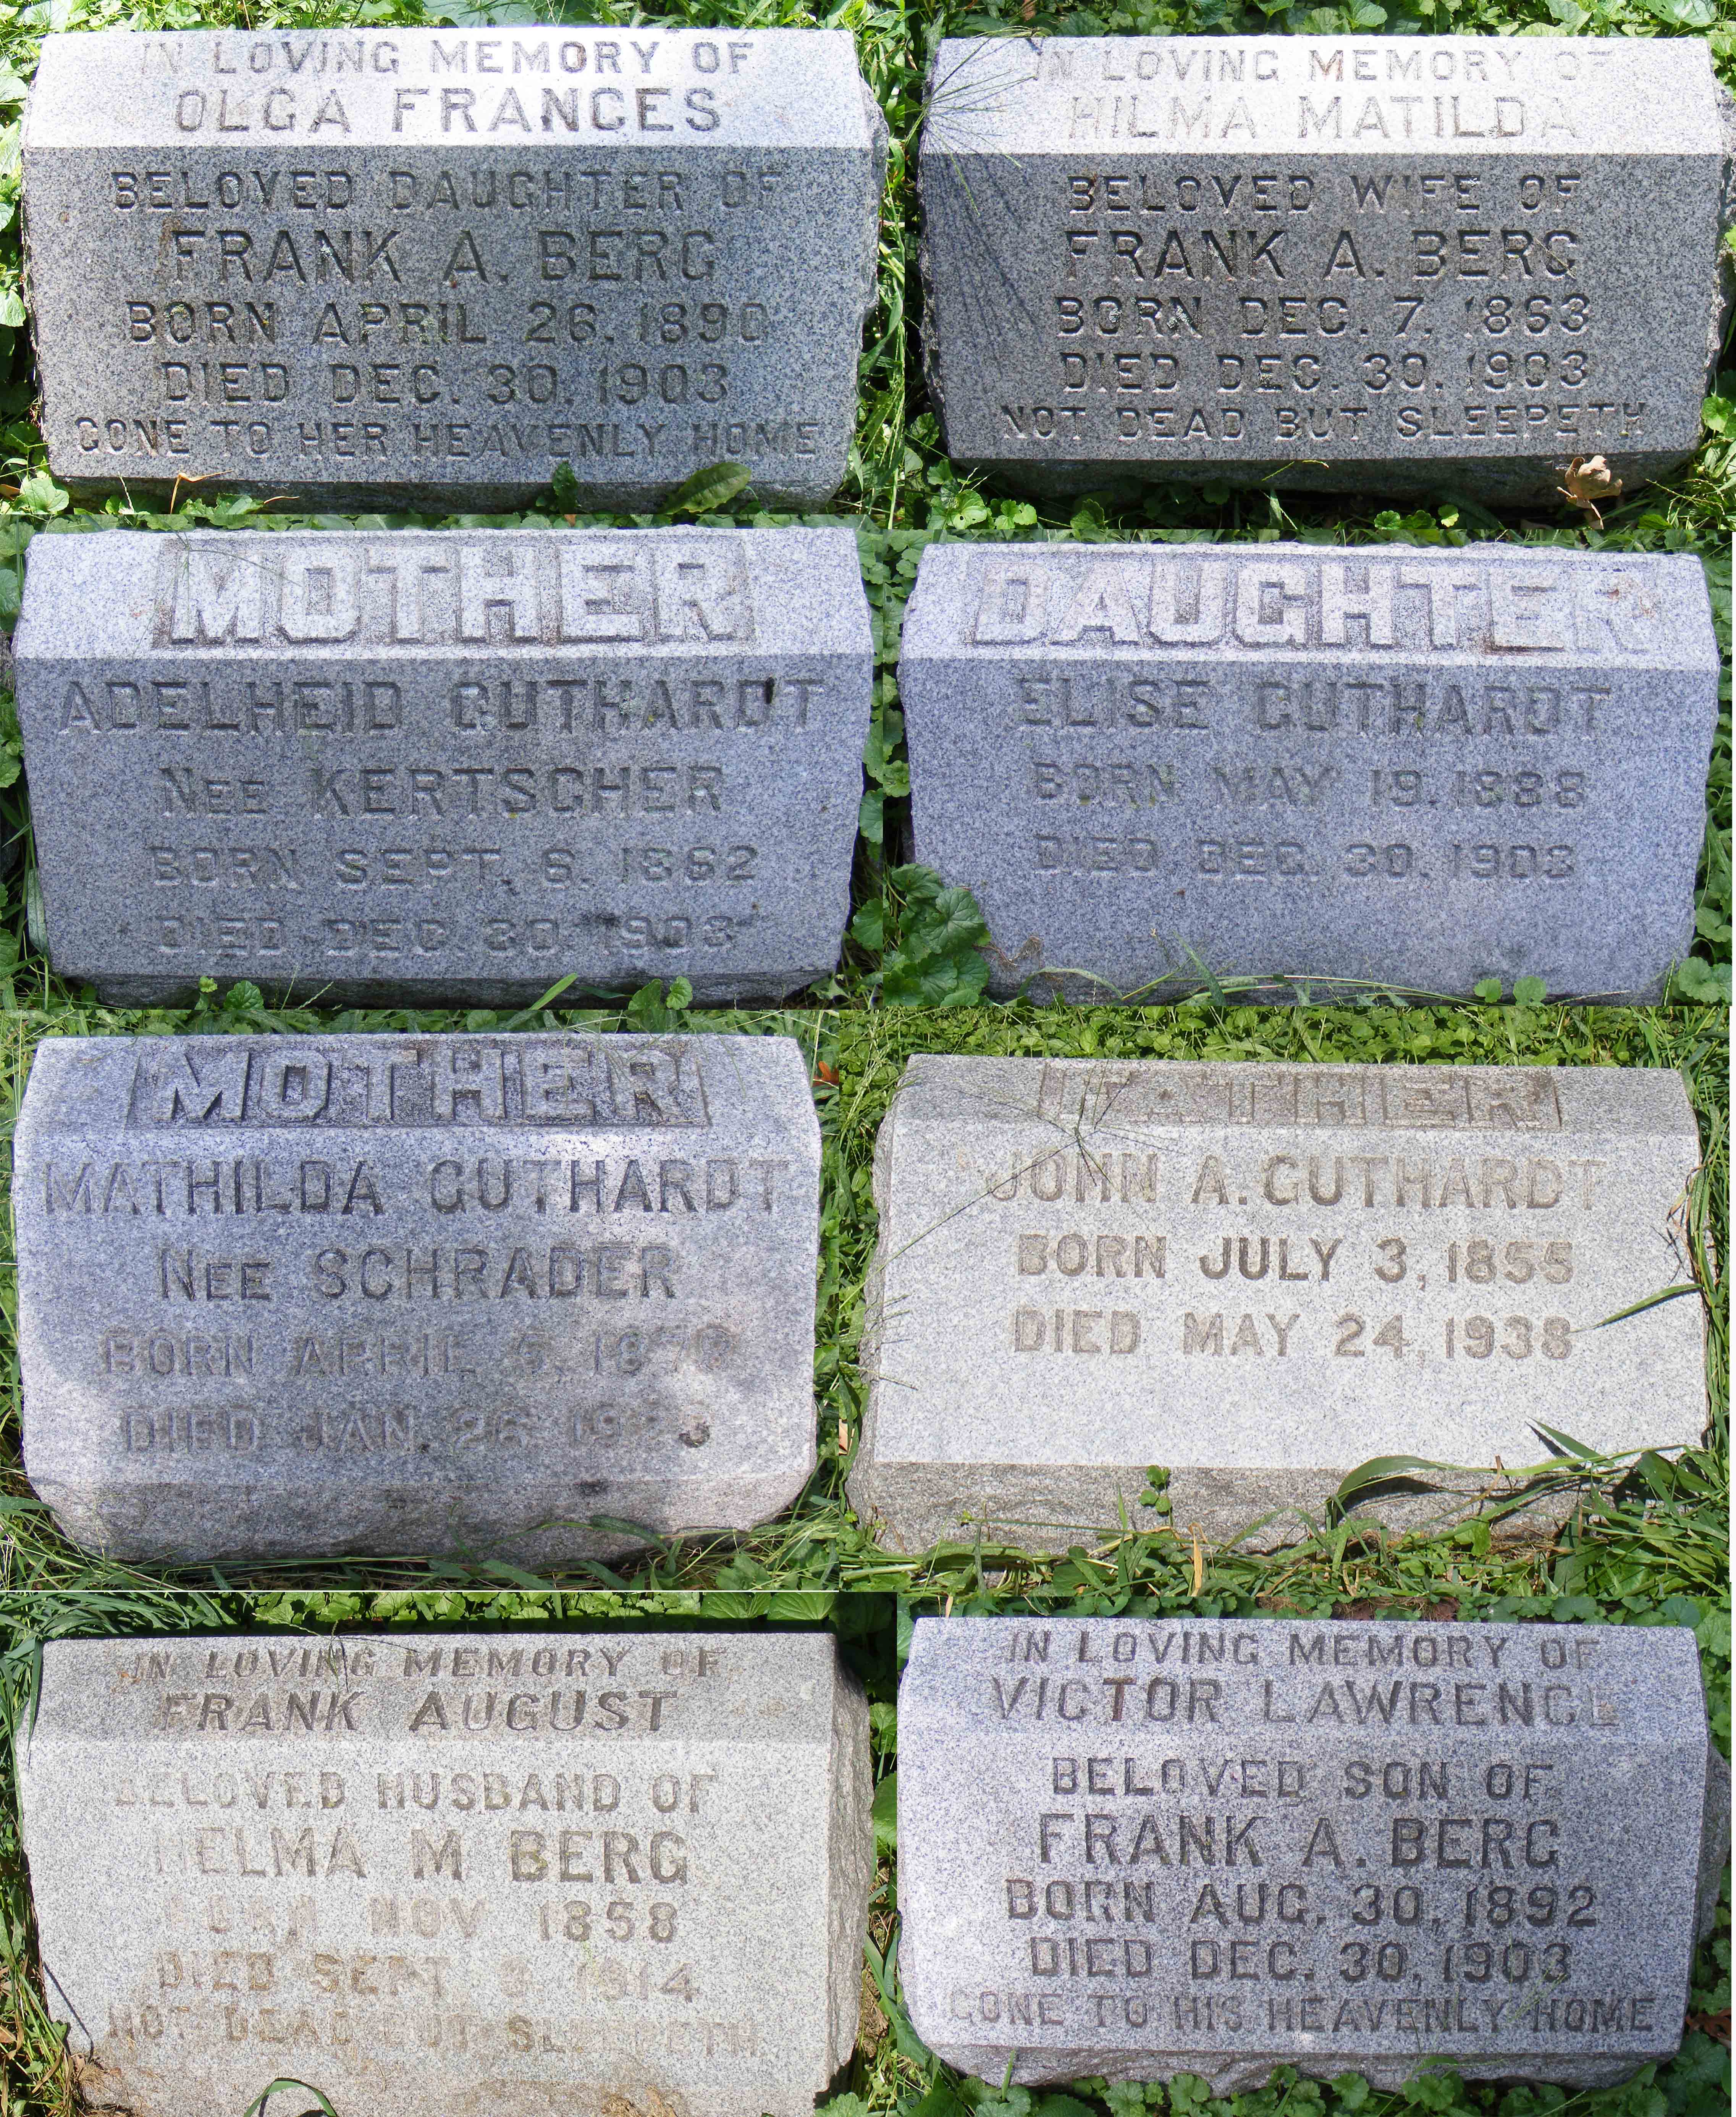 IN LOVING MEMORY OF
OLGA FRANCES
BELOVED DAUGHTER OF
FRANK A. BERG
BORN APRIL 26, 1890
DIED DEC. 30, 1903
GONE TO HER HEAVENLY HOME
IN LOVING MEMORY OF
HILMA MATILDA
BELOVED WIFE OF
FRANK A. BERG
BORN DEC. 7, 1863
DIED DEC. 30, 1903
NOT DEAD BUT SLEEPETH
MOTHER
ADELHEID GUTHARDT
NEE KERTSCHER
BORN SEPT. 6, 1862
DIED DEC. 30, 1903
DAUGHTER
ELISE GUTHARDT
BORN MAY 19, 1888
DIED DEC. 30, 1903
MOTHER
MATHILDA GUTHARDT
NEE SCHRADER
BORN APRIL 5,
DIED JAN. 26,
FATHER
JOHN A. GUTHARDT
BORN JULY 3, 1855
DIED MAY 24, 1938
IN LOVING MEMORY OF
FRANK AUGUST
BELOVED HUSBAND OF
HELMA M BERG
BORN NOV 1858
DIED SEPT 1914
NOT DEAD BUT SLEEPETH
IN LOVING MEMORY OF
VICTOR LAWRENCE
BELOVED SON OF
FRANK A. BERG
BORN AUG. 30, 1892
DIED DEC. 30, 1903
GONE TO HIS HEAVENLY HOME